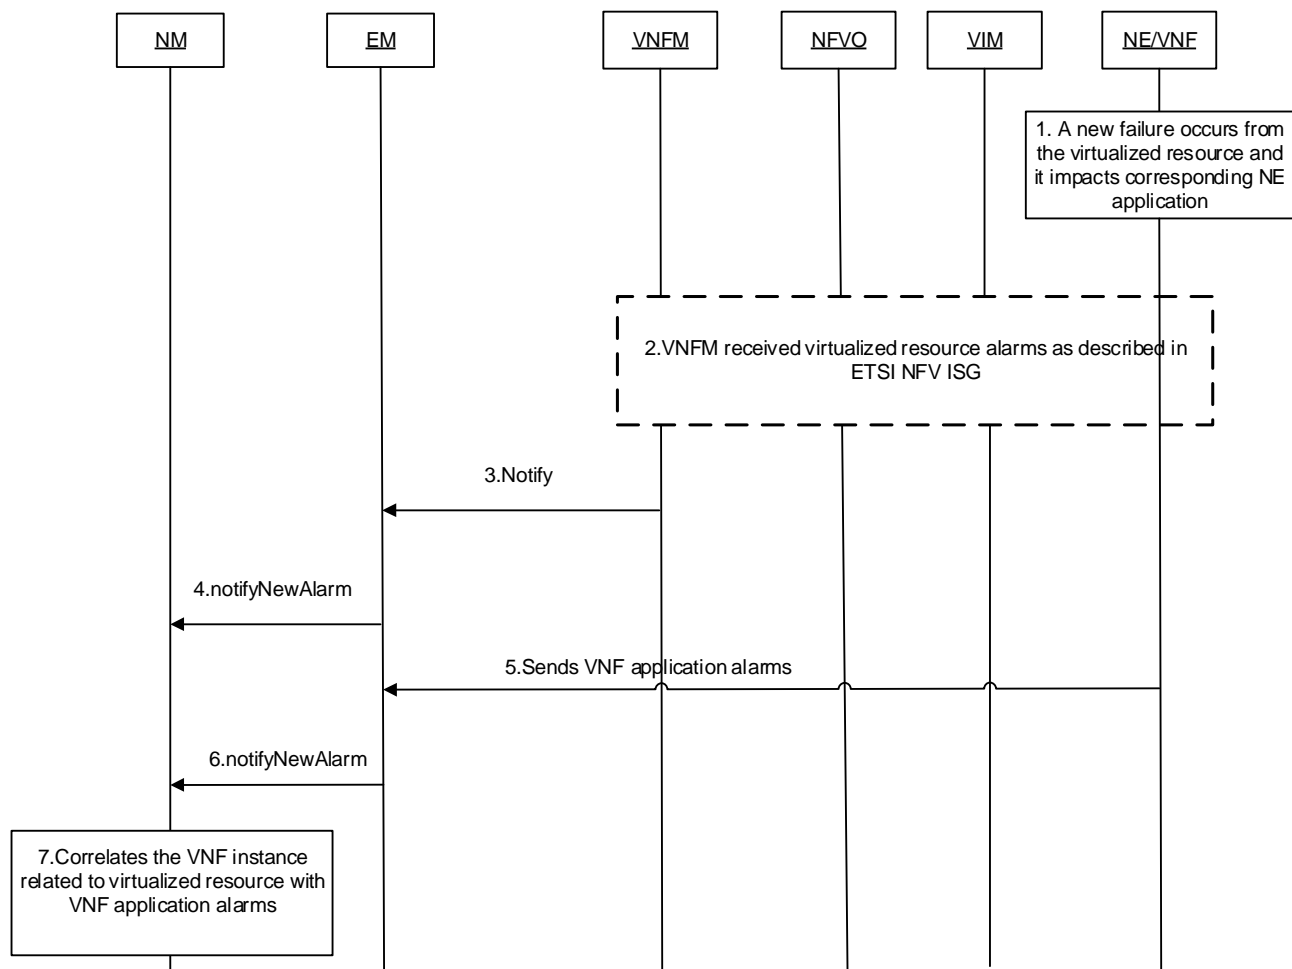 NM
EM
VNFM
NFVO
VIM
NE/VNF
1. A new failure occurs from
the virtualized resource and
it impacts corresponding NE
application
2.VNFM received virtualized resource alarms as described in
ETSI NFV ISG
3.Notify
4.notifyNewAlarm
5.Sends VNF application alarms
6.notifyNewAlarm
7.Correlates the VNF instance
related to virtualized resource with
VNF application alarms